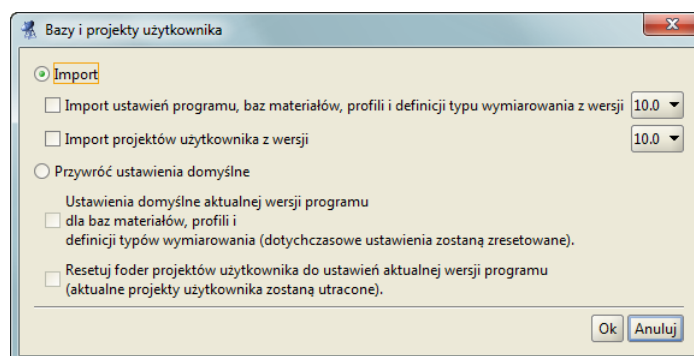 Bazy i projekty użytkownika
Import
Import ustawień programu, baz materiałów, profili i definicji typu wymiarowania z wersji 10.0
Import projektów użytkownika z wersji 10.0
Przywróć ustawienia domyślne
Ustawienia domyślne aktualnej wersji programu
dla baz materiałów, profili i
definicji typów wymiarowania (dotychczasowe ustawienia zostaną zresetowane).
Resetuj foder projektów użytkownika do ustawień aktualnej wersji programu
(aktualne projekty użytkownika zostaną utracone).
Ok Anuluj